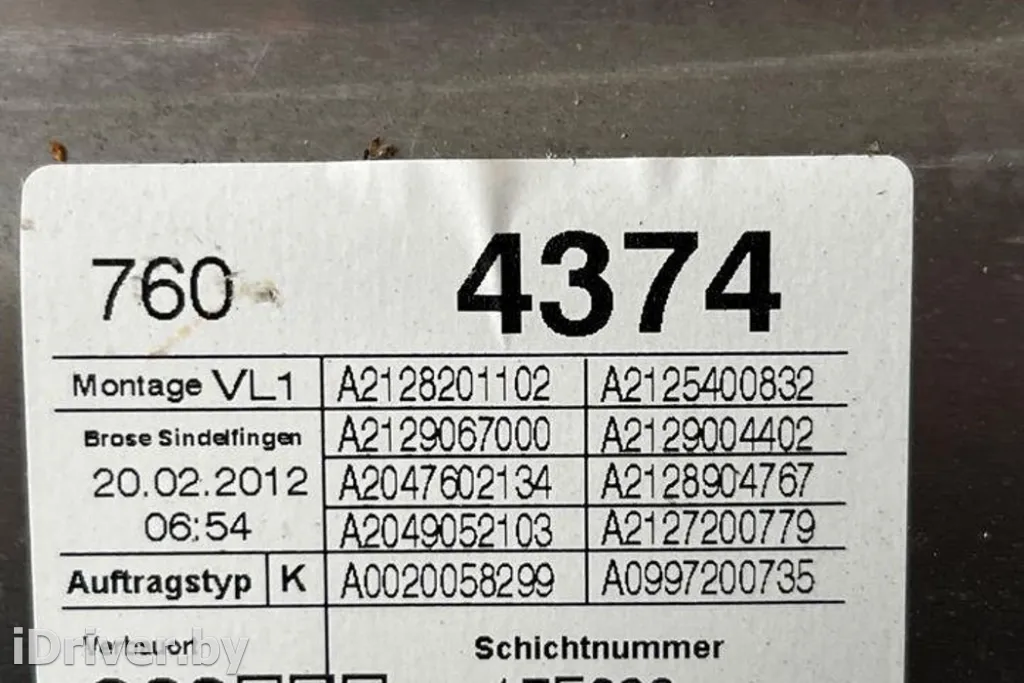 760 4374
Montage VL1 A2128201102 A2125400832
Brose Sindelfingen A2129067000 A2129004402
20.02.2012 A2047602134 A2128904767
06:54 A2049052103 A2127200779
Auftragstyp K A0020058299 A0997200735
Schichtnummer
iDriver.by